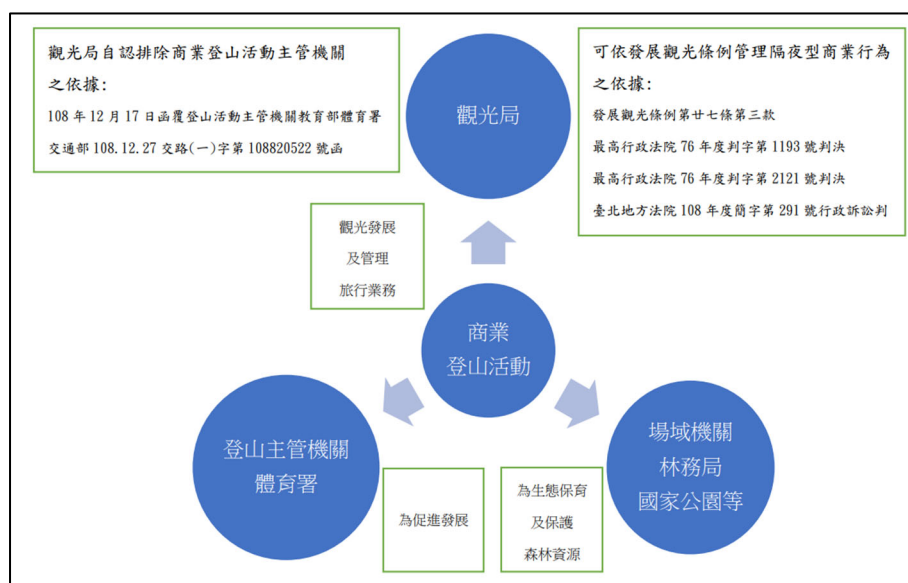 觀光局自認排除商業登山活動主管機關
之依據:
108 年 12 月 17 日函覆登山活動主管機關教育部體育署
交通部 108.12.27 交路(一)字第 108820522 號函
觀光局
可依發展觀光條例管理隔夜型商業行為
之依據:
發展觀光條例第廿七條第三款
最高行政法院 76 年度判字第 1193 號判決
最高行政法院 76 年度判字第 2121 號判決
臺北地方法院 108 年度簡字第 291 號行政訴訟判
觀光發展
及管理
旅行業務
商業
登山活動
登山主管機關
體育署
為促進發展
為生態保育
及保護
森林資源
場域機關
林務局
國家公園等